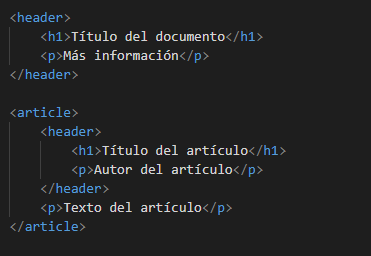 <header>
<h1>Título del documento</h1>
<p>Más información</p>
</header>
<article>
<header>
<h1>Título del artículo</h1>
<p>Autor del artículo</p>
</header>
<p>Texto del artículo</p>
</article>